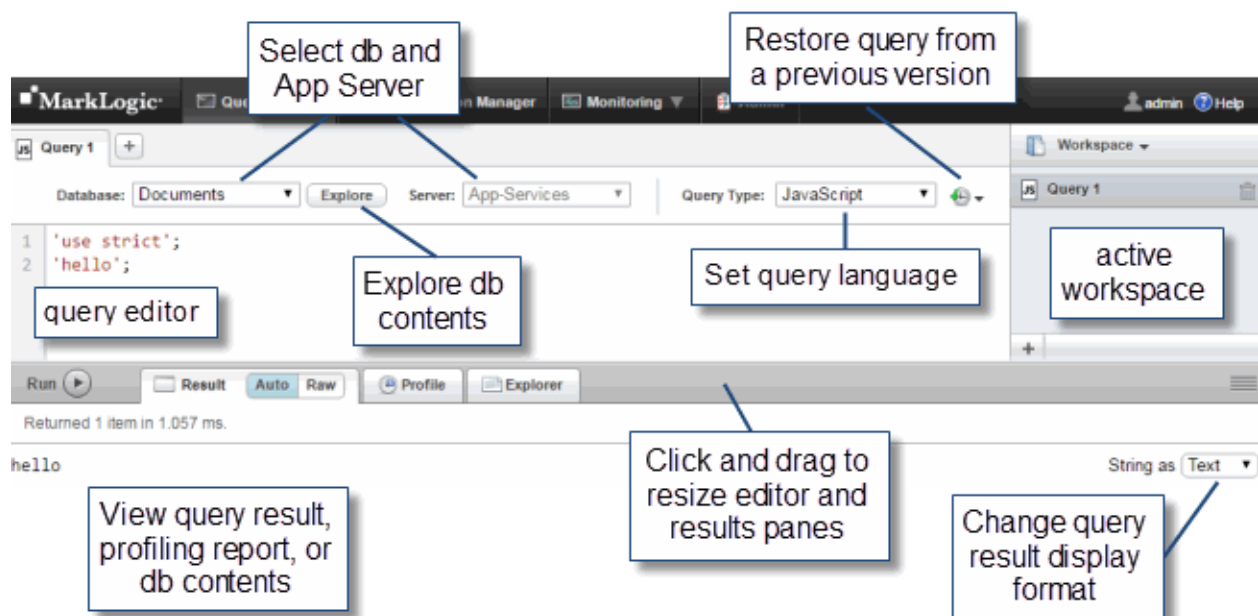 Select db and
App Server
Restore query from
a previous version
MarkLogic
Manager
Monitoring
admin
Help
JS Query 1 +
Workspace
Database: Documents Explore Server: App-Services Query Type: JavaScript
JS Query 1
1 'use strict';
2 'hello';
query editor
Explore db
contents
Set query language
active
workspace
+
Run Result Auto Raw Profile Explorer
Returned 1 item in 1.057 ms.
hello
String as Text
Click and drag to
resize editor and
results panes
View query result,
profiling report, or
db contents
Change query
result display
format